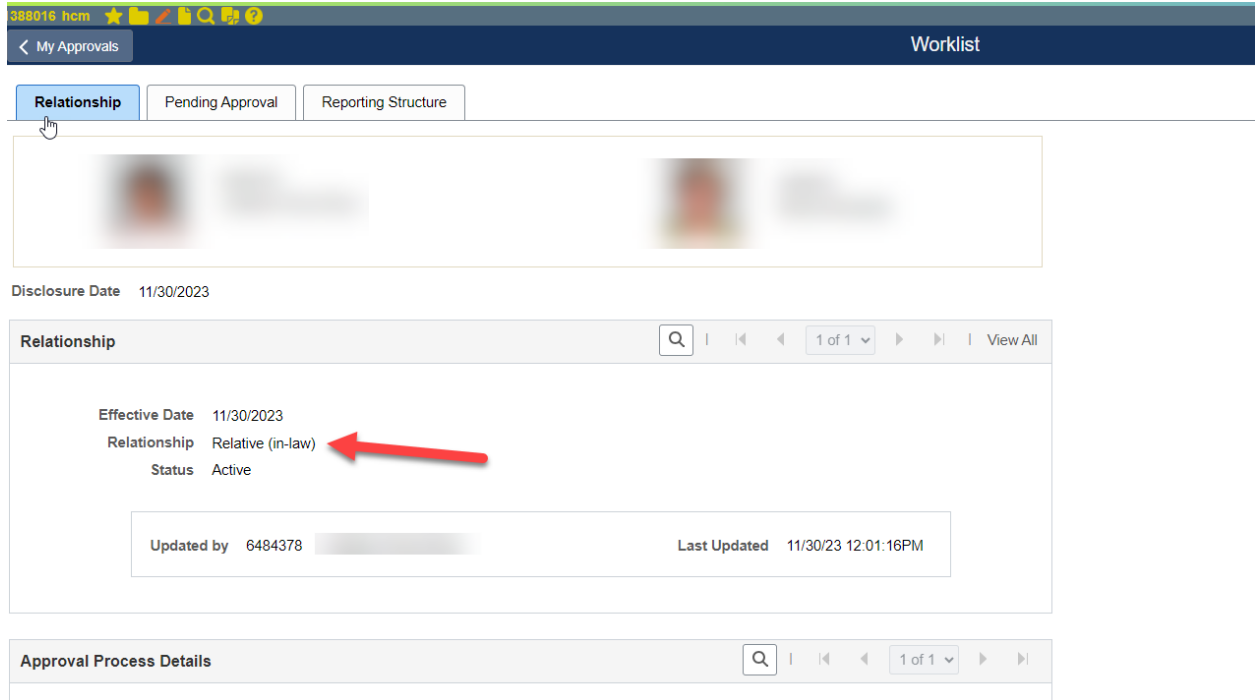 388016 hcm
My Approvals
Worklist
Relationship Pending Approval Reporting Structure
Disclosure Date 11/30/2023
Relationship 1 of 1 View All
Effective Date 11/30/2023
Relationship Relative (in-law)
Status Active
Updated by 6484378 Last Updated 11/30/23 12:01:16PM
Approval Process Details 1 of 1